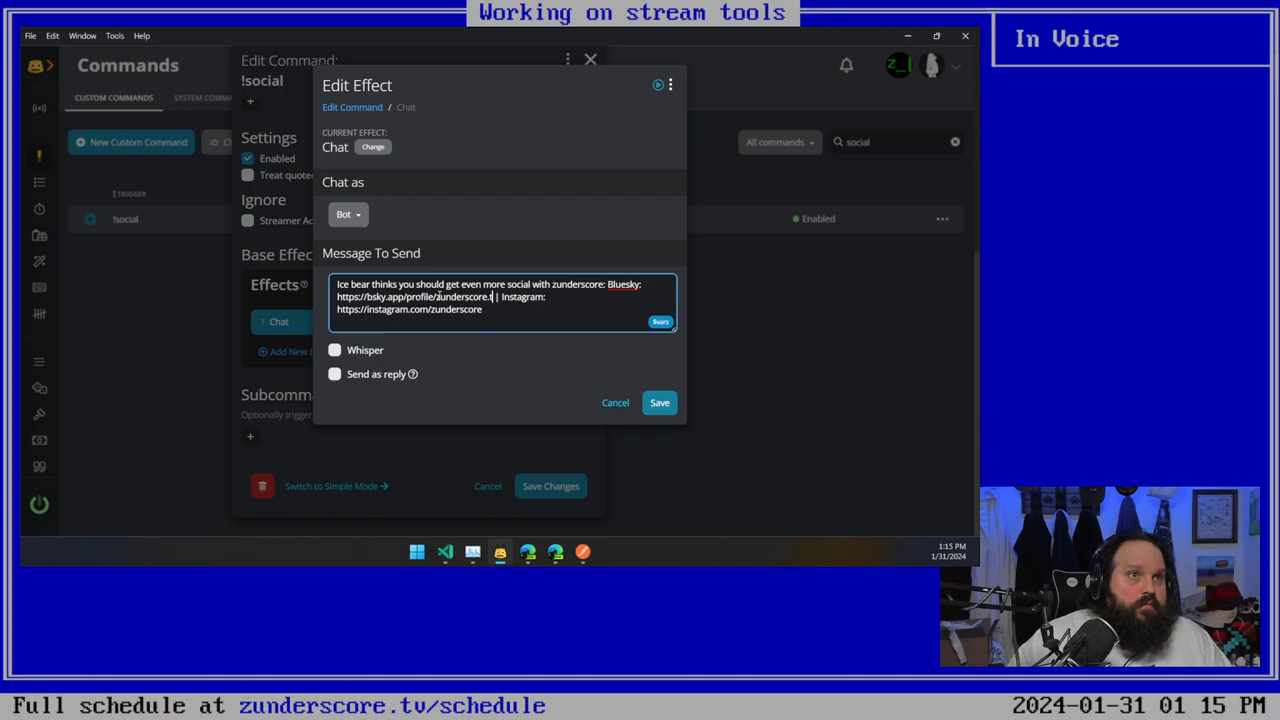 Working on stream tools
In Voice
File Edit Window Tools Help
Commands
CUSTOM COMMANDS
SYSTEM COMM
New Custom Command
All commands
social
TRIGGER
!social
Enabled
Edit Command:
!social
Settings
Enabled
Treat quote
Ignore
Streamer Ac
Base Effec
Effects
1. Chat
Add New E
Subcomm
Optionally trigger
Switch to Simple Mode
Cancel
Save Changes
Edit Effect
Edit Command / Chat
CURRENT EFFECT:
Chat Change
Chat as
Bot
Message To Send
Ice bear thinks you should get even more social with zunderscore: Bluesky:
https://bsky.app/profile/zunderscore.t | Instagram:
https://instagram.com/zunderscore
$vars
Whisper
Send as reply
Cancel
Save
1:15 PM
1/31/2024
Full schedule at zunderscore.tv/schedule
2024-01-31 01 15 PM